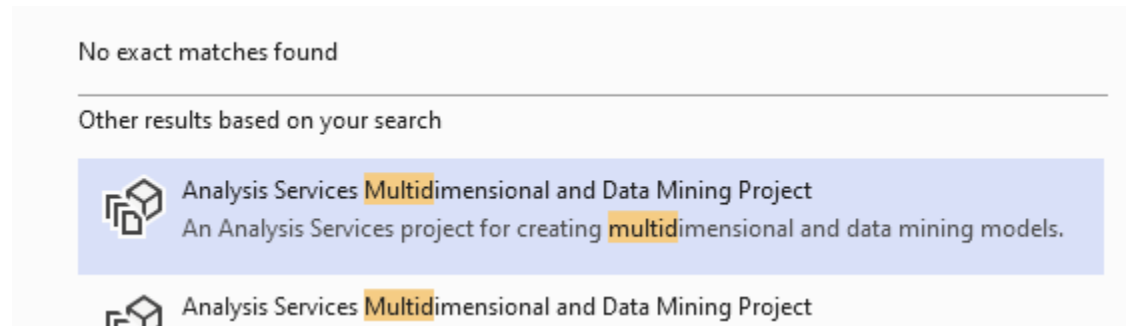 No exact matches found
Other results based on your search
Analysis Services Multidimensional and Data Mining Project
An Analysis Services project for creating multidimensional and data mining models.
Analysis Services Multidimensional and Data Mining Project